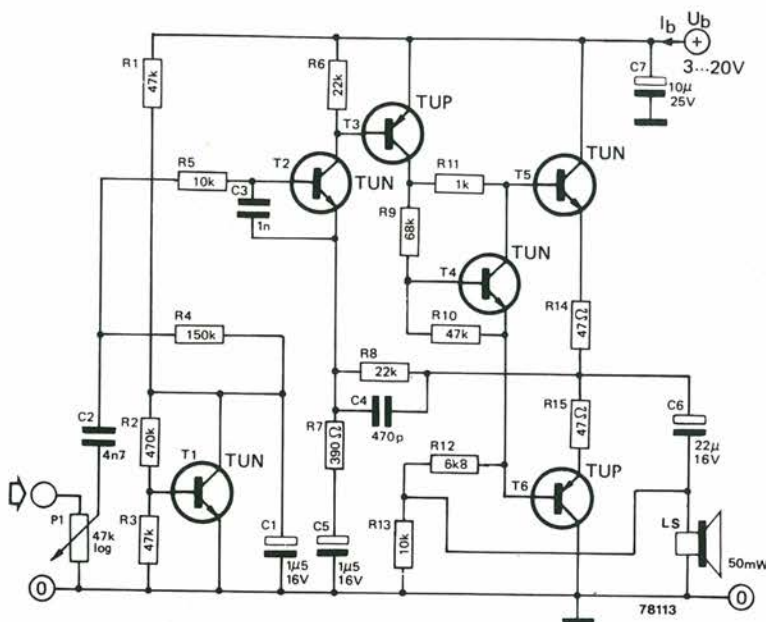 Ib
Ub
+
3...20V
C7
10µ
25V
R1
47k
R6
22k
T3
TUP
R5
10k
C3
1n
T2
TUN
R11
1k
T5
TUN
R9
68k
T4
TUN
R10
47k
R14
47Ω
R4
150k
R8
22k
C4
470p
R7
390Ω
R15
47Ω
C6
22µ
16V
C2
4n7
R2
470k
T1
TUN
R12
6k8
T6
TUP
P1
47k
log
R3
47k
C1
1µ5
16V
C5
1µ5
16V
R13
10k
LS
50mW
0
78113
0